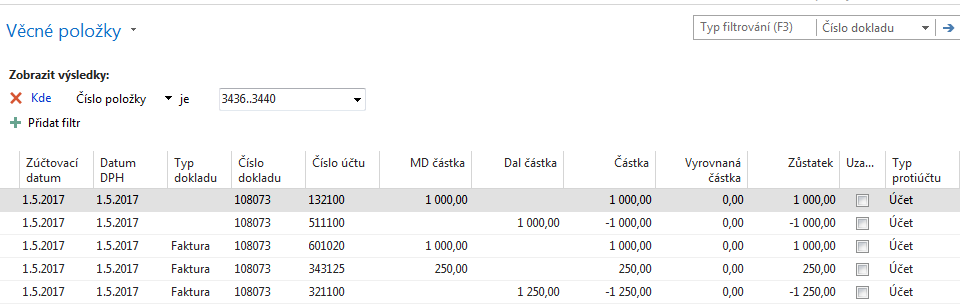 Věcné položky
Typ filtrování (F3) Číslo dokladu
Zobrazit výsledky:
Kde Číslo položky je 3436..3440
Přidat filtr
Zúčtovací datum Datum DPH Typ dokladu Číslo dokladu Číslo účtu MD částka Dal částka Částka Vyrovnaná částka Zůstatek Uza... Typ protiúčtu
1.5.2017 1.5.2017 108073 132100 1 000,00 1 000,00 0,00 1 000,00 Účet
1.5.2017 1.5.2017 108073 511100 1 000,00 -1 000,00 0,00 -1 000,00 Účet
1.5.2017 1.5.2017 Faktura 108073 601020 1 000,00 1 000,00 0,00 1 000,00 Účet
1.5.2017 1.5.2017 Faktura 108073 343125 250,00 250,00 0,00 250,00 Účet
1.5.2017 1.5.2017 Faktura 108073 321100 1 250,00 -1 250,00 0,00 -1 250,00 Účet